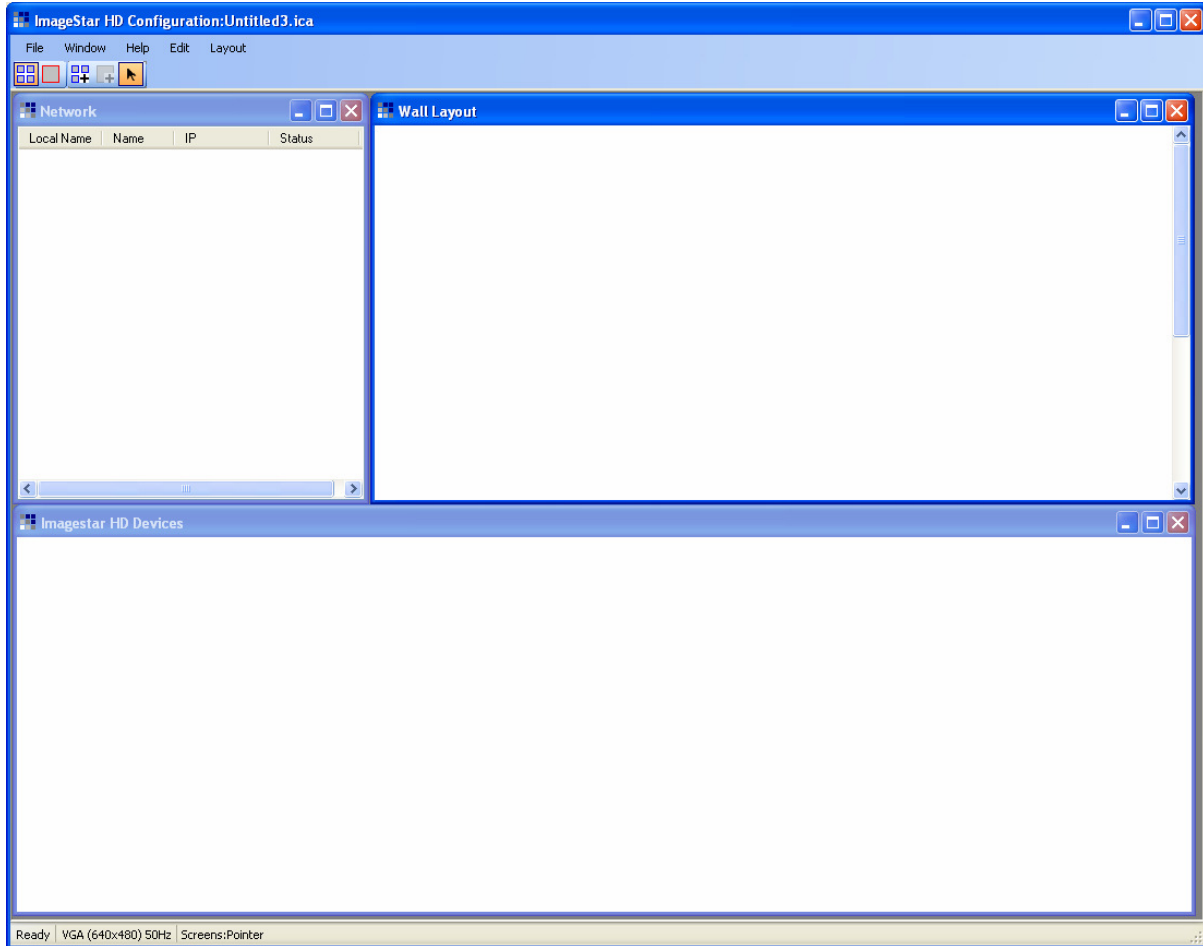 ImageStar HD Configuration:Untitled3.ica
File Window Help Edit Layout
Network
Local Name Name IP Status
Wall Layout
Imagestar HD Devices
Ready VGA (640x480) 50Hz Screens:Pointer